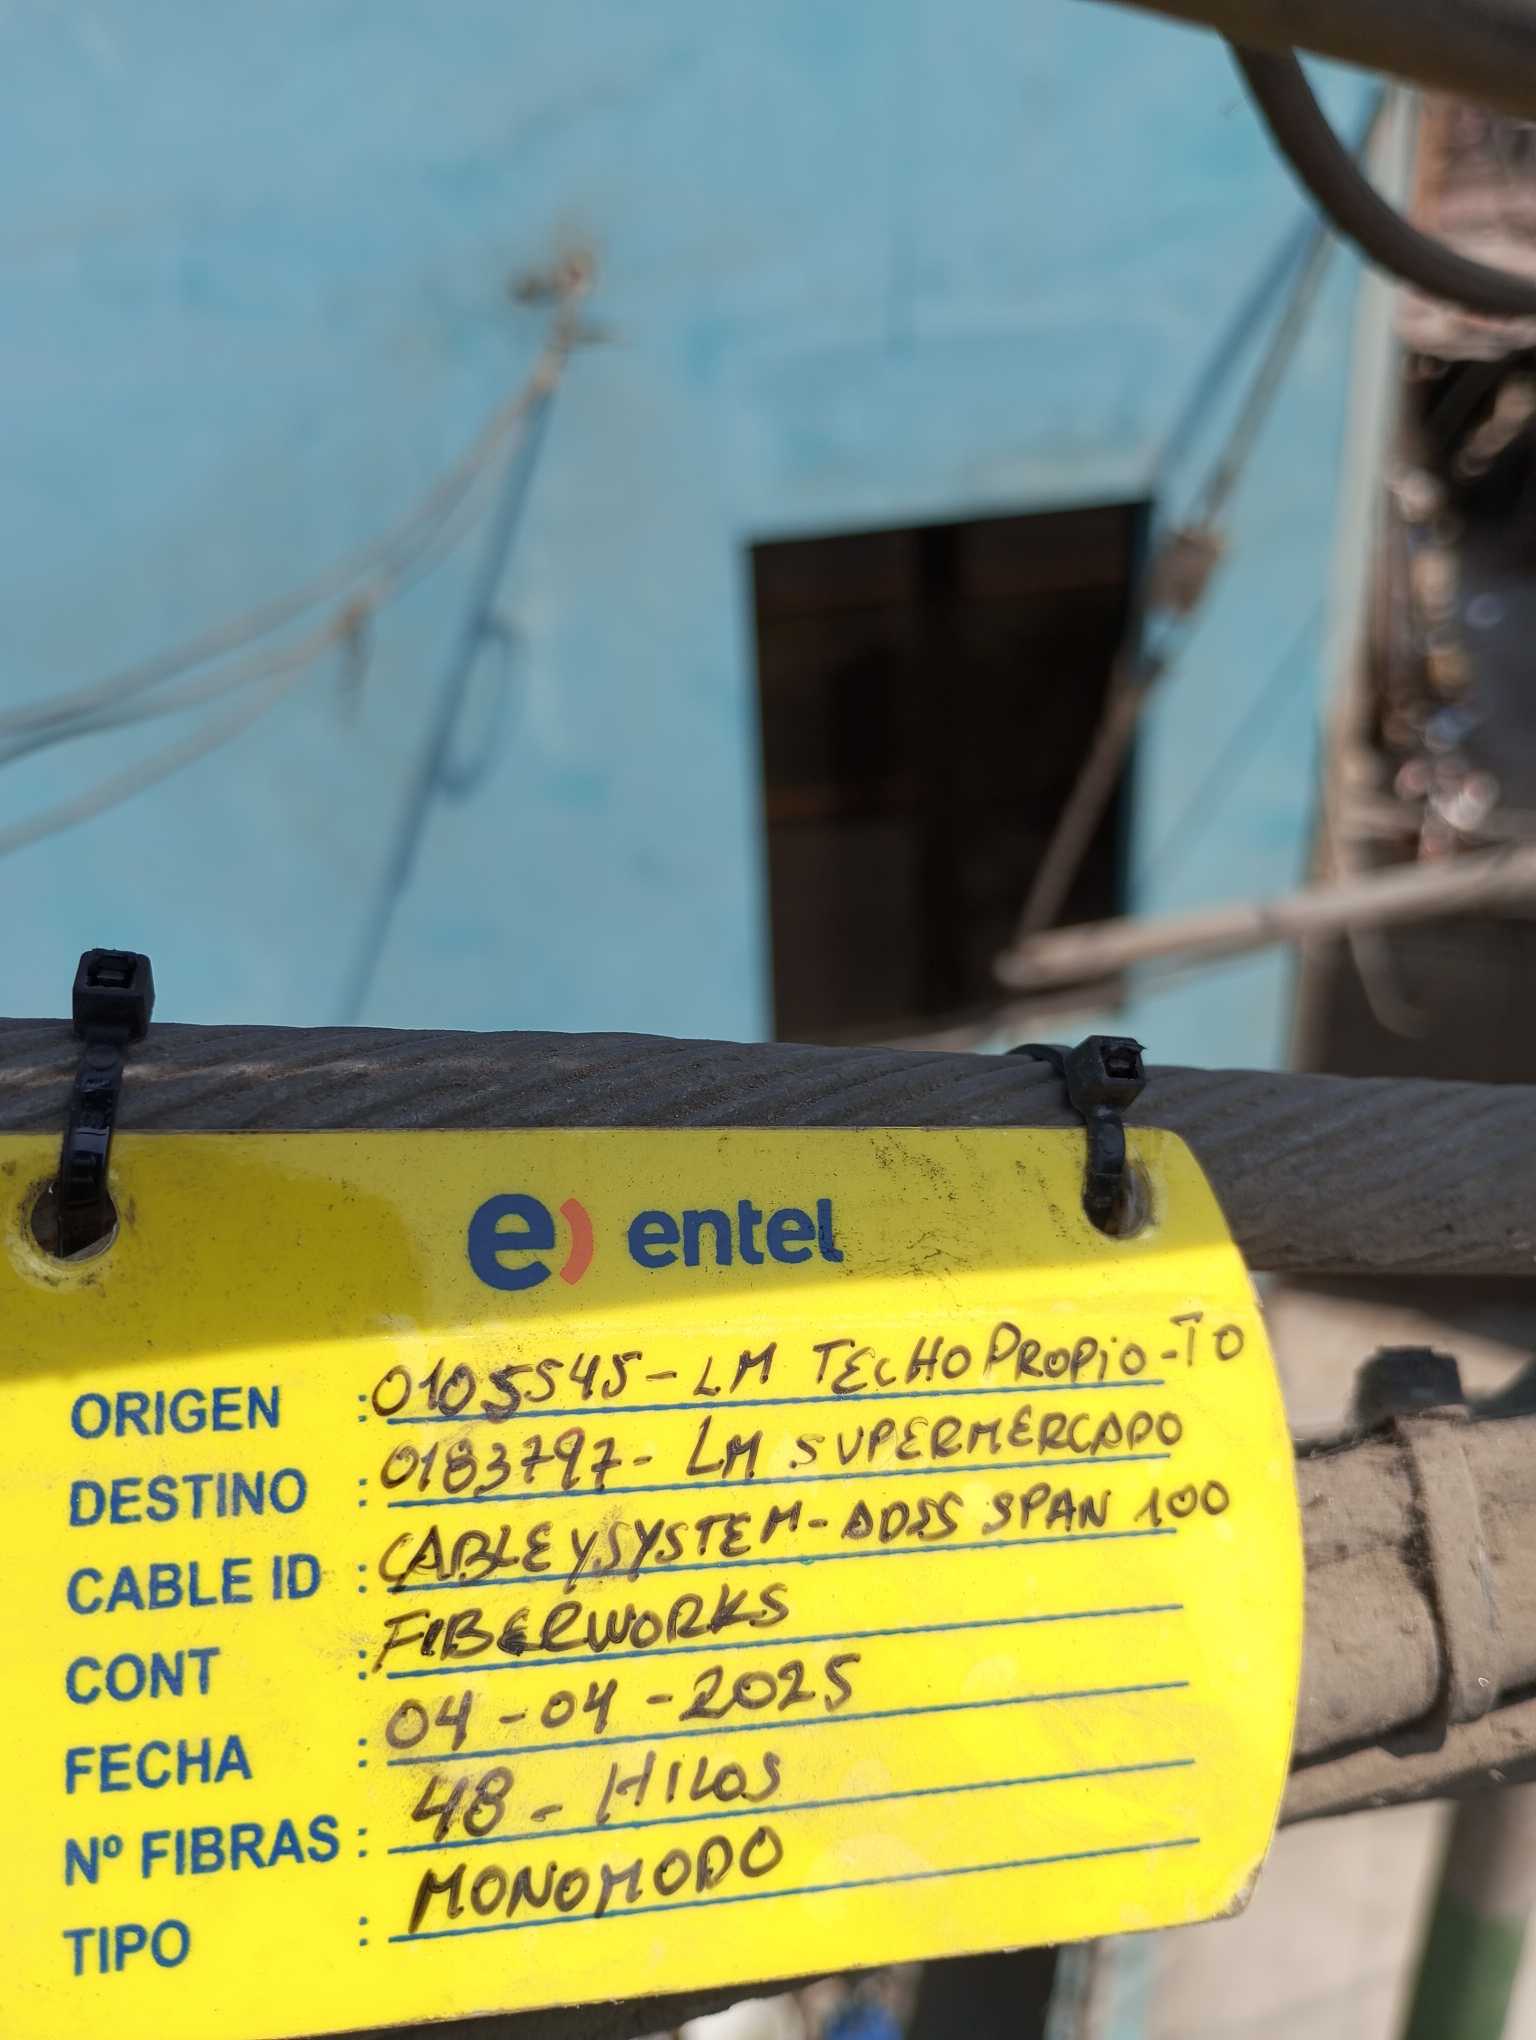 e) entel
ORIGEN : 0105545 - LM TECHO PROPIO - TO
DESTINO : 0183797 - LM SUPERMERCADO
CABLE ID : CABLEYSYSTEM - ADSS SPAN 100
CONT : FIBERWORKS
FECHA : 04 - 04 - 2025
Nº FIBRAS : 48 - HILOS
TIPO : MONOMODO